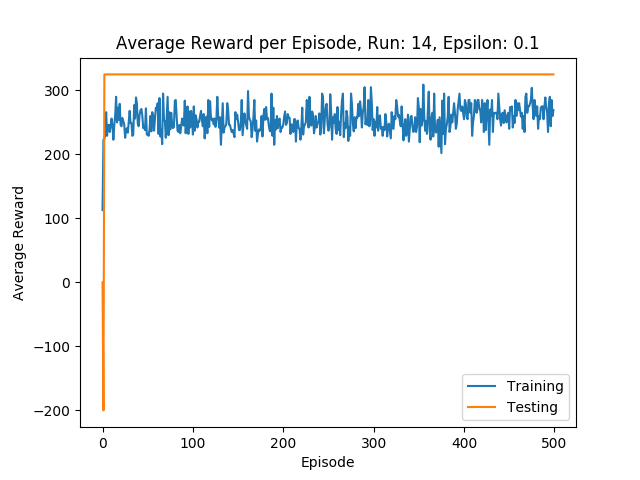 Average Reward per Episode, Run: 14, Epsilon: 0.1
Average Reward
300
200
100
0
−100
−200
0 100 200 300 400 500
Episode
Training
Testing